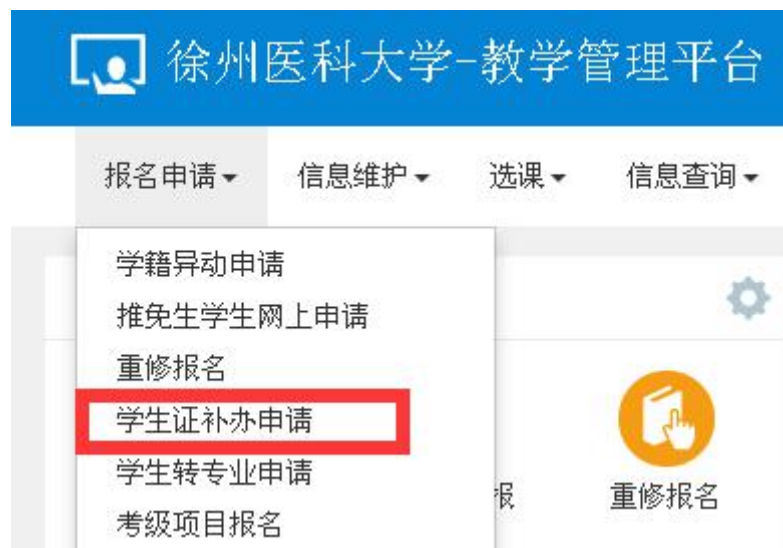 徐州医科大学-教学管理平台
报名申请 信息维护 选课 信息查询
学籍异动申请
推免生学生网上申请
重修报名
学生证补办申请
学生转专业申请
报
重修报名
考级项目报名